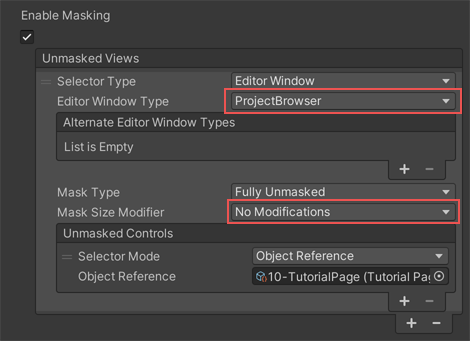 Enable Masking
Unmasked Views
Selector Type Editor Window
Editor Window Type ProjectBrowser
Alternate Editor Window Types
List is Empty
+ −
Mask Type Fully Unmasked
Mask Size Modifier No Modifications
Unmasked Controls
Selector Mode Object Reference
Object Reference 10-TutorialPage (Tutorial Pa
+ −
+ −